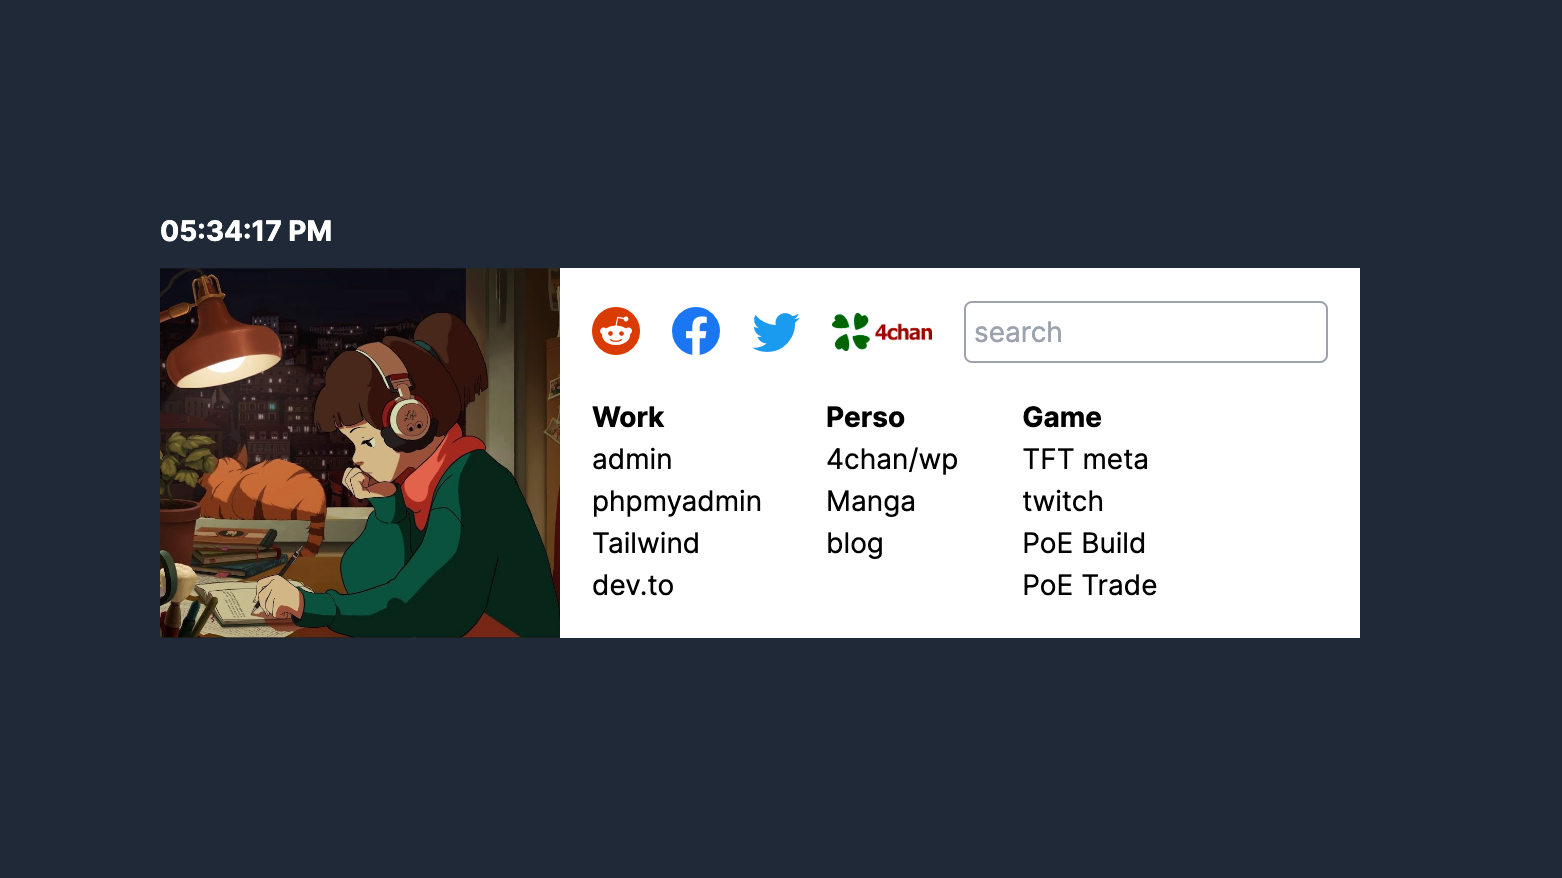 05:34:17 PM
4chan
search
Work
admin
phpmyadmin
Tailwind
dev.to
Perso
4chan/wp
Manga
blog
Game
TFT meta
twitch
PoE Build
PoE Trade